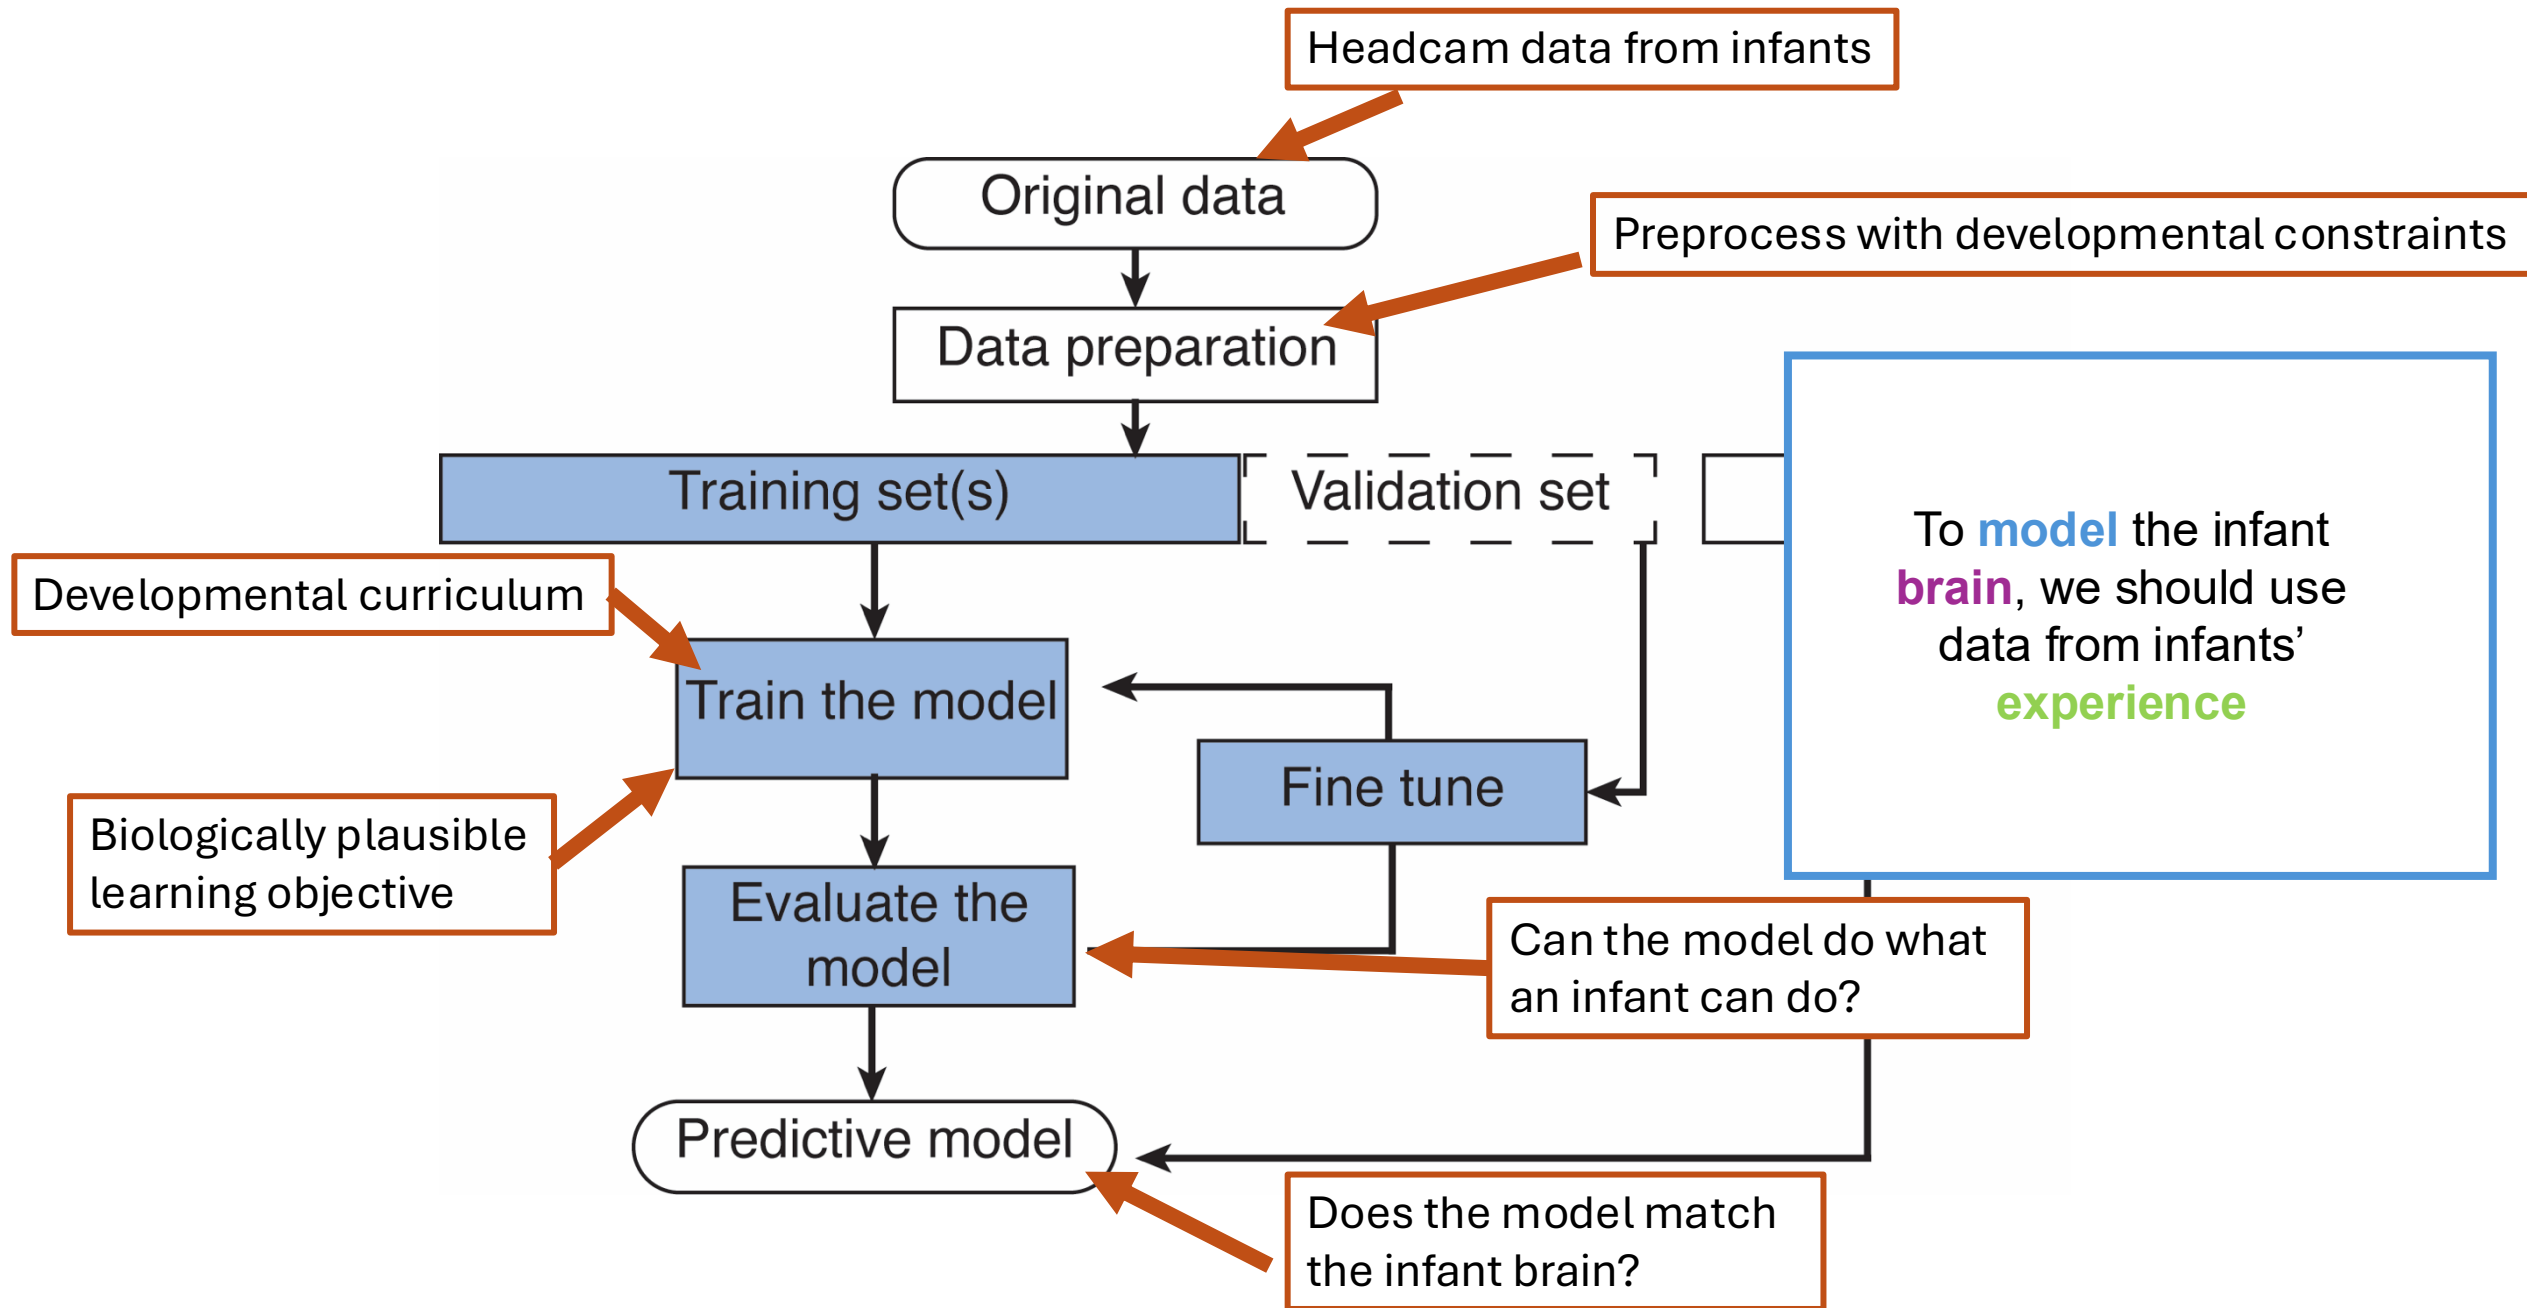 Headcam data from infants
Original data
Preprocess with developmental constraints
Data preparation
Training set(s)
Validation set
To model the infant
brain, we should use
data from infants’
experience
Developmental curriculum
Train the model
Fine tune
Biologically plausible
learning objective
Evaluate the
model
Can the model do what
an infant can do?
Predictive model
Does the model match
the infant brain?